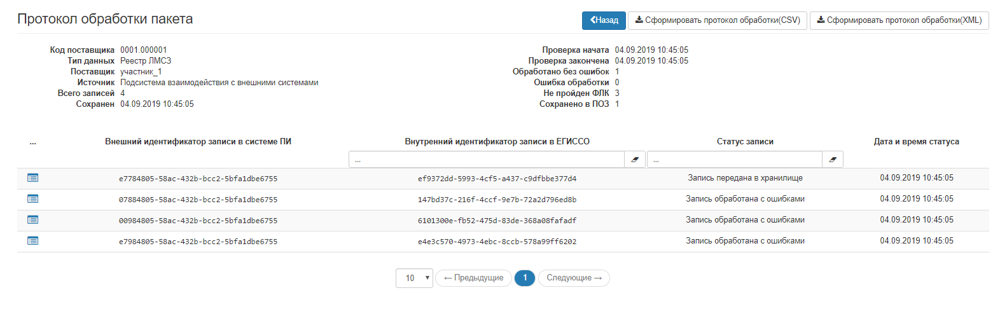 Протокол обработки пакета
Назад
Сформировать протокол обработки(CSV)
Сформировать протокол обработки(XML)
Код поставщика 0001.000001
Тип данных Реестр ЛМСЗ
Поставщик участник_1
Источник Подсистема взаимодействия с внешними системами
Всего записей 4
Сохранен 04.09.2019 10:45:05
Проверка начата 04.09.2019 10:45:05
Проверка закончена 04.09.2019 10:45:05
Обработано без ошибок 1
Ошибка обработки 0
Не пройден ФЛК 3
Сохранено в ПОЗ 1
... Внешний идентификатор записи в системе ПИ Внутренний идентификатор записи в ЕГИССО Статус записи Дата и время статуса
... ...
e7784805-58ac-432b-bcc2-5bfa1dbe6755 ef9372dd-5993-4cf5-a437-c9dfbbe377d4 Запись передана в хранилище 04.09.2019 10:45:05
07884805-58ac-432b-bcc2-5bfa1dbe6755 147bd37c-216f-4ccf-9e7b-72a2d796ed8b Запись обработана с ошибками 04.09.2019 10:45:05
00984805-58ac-432b-bcc2-5bfa1dbe6755 6101300e-fb52-475d-83de-368a08fafadf Запись обработана с ошибками 04.09.2019 10:45:05
e7984805-58ac-432b-bcc2-5bfa1dbe6755 e4e3c570-4973-4ebc-8ccb-578a99ff6202 Запись обработана с ошибками 04.09.2019 10:45:05
10 ← Предыдущие 1 Следующие →